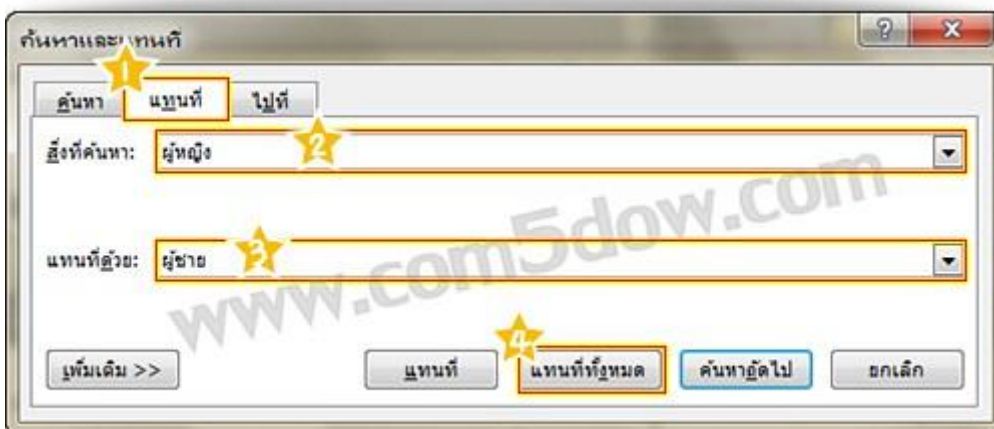 ค้นหาและแทนที่
1
ค้นหา แทนที่ ไปที่
2
สิ่งที่ค้นหา: ผู้หญิง
www.com5dow.com
3
แทนที่ด้วย: ผู้ชาย
4
เพิ่มเติม >> แทนที่ แทนที่ทั้งหมด ค้นหาถัดไป ยกเลิก